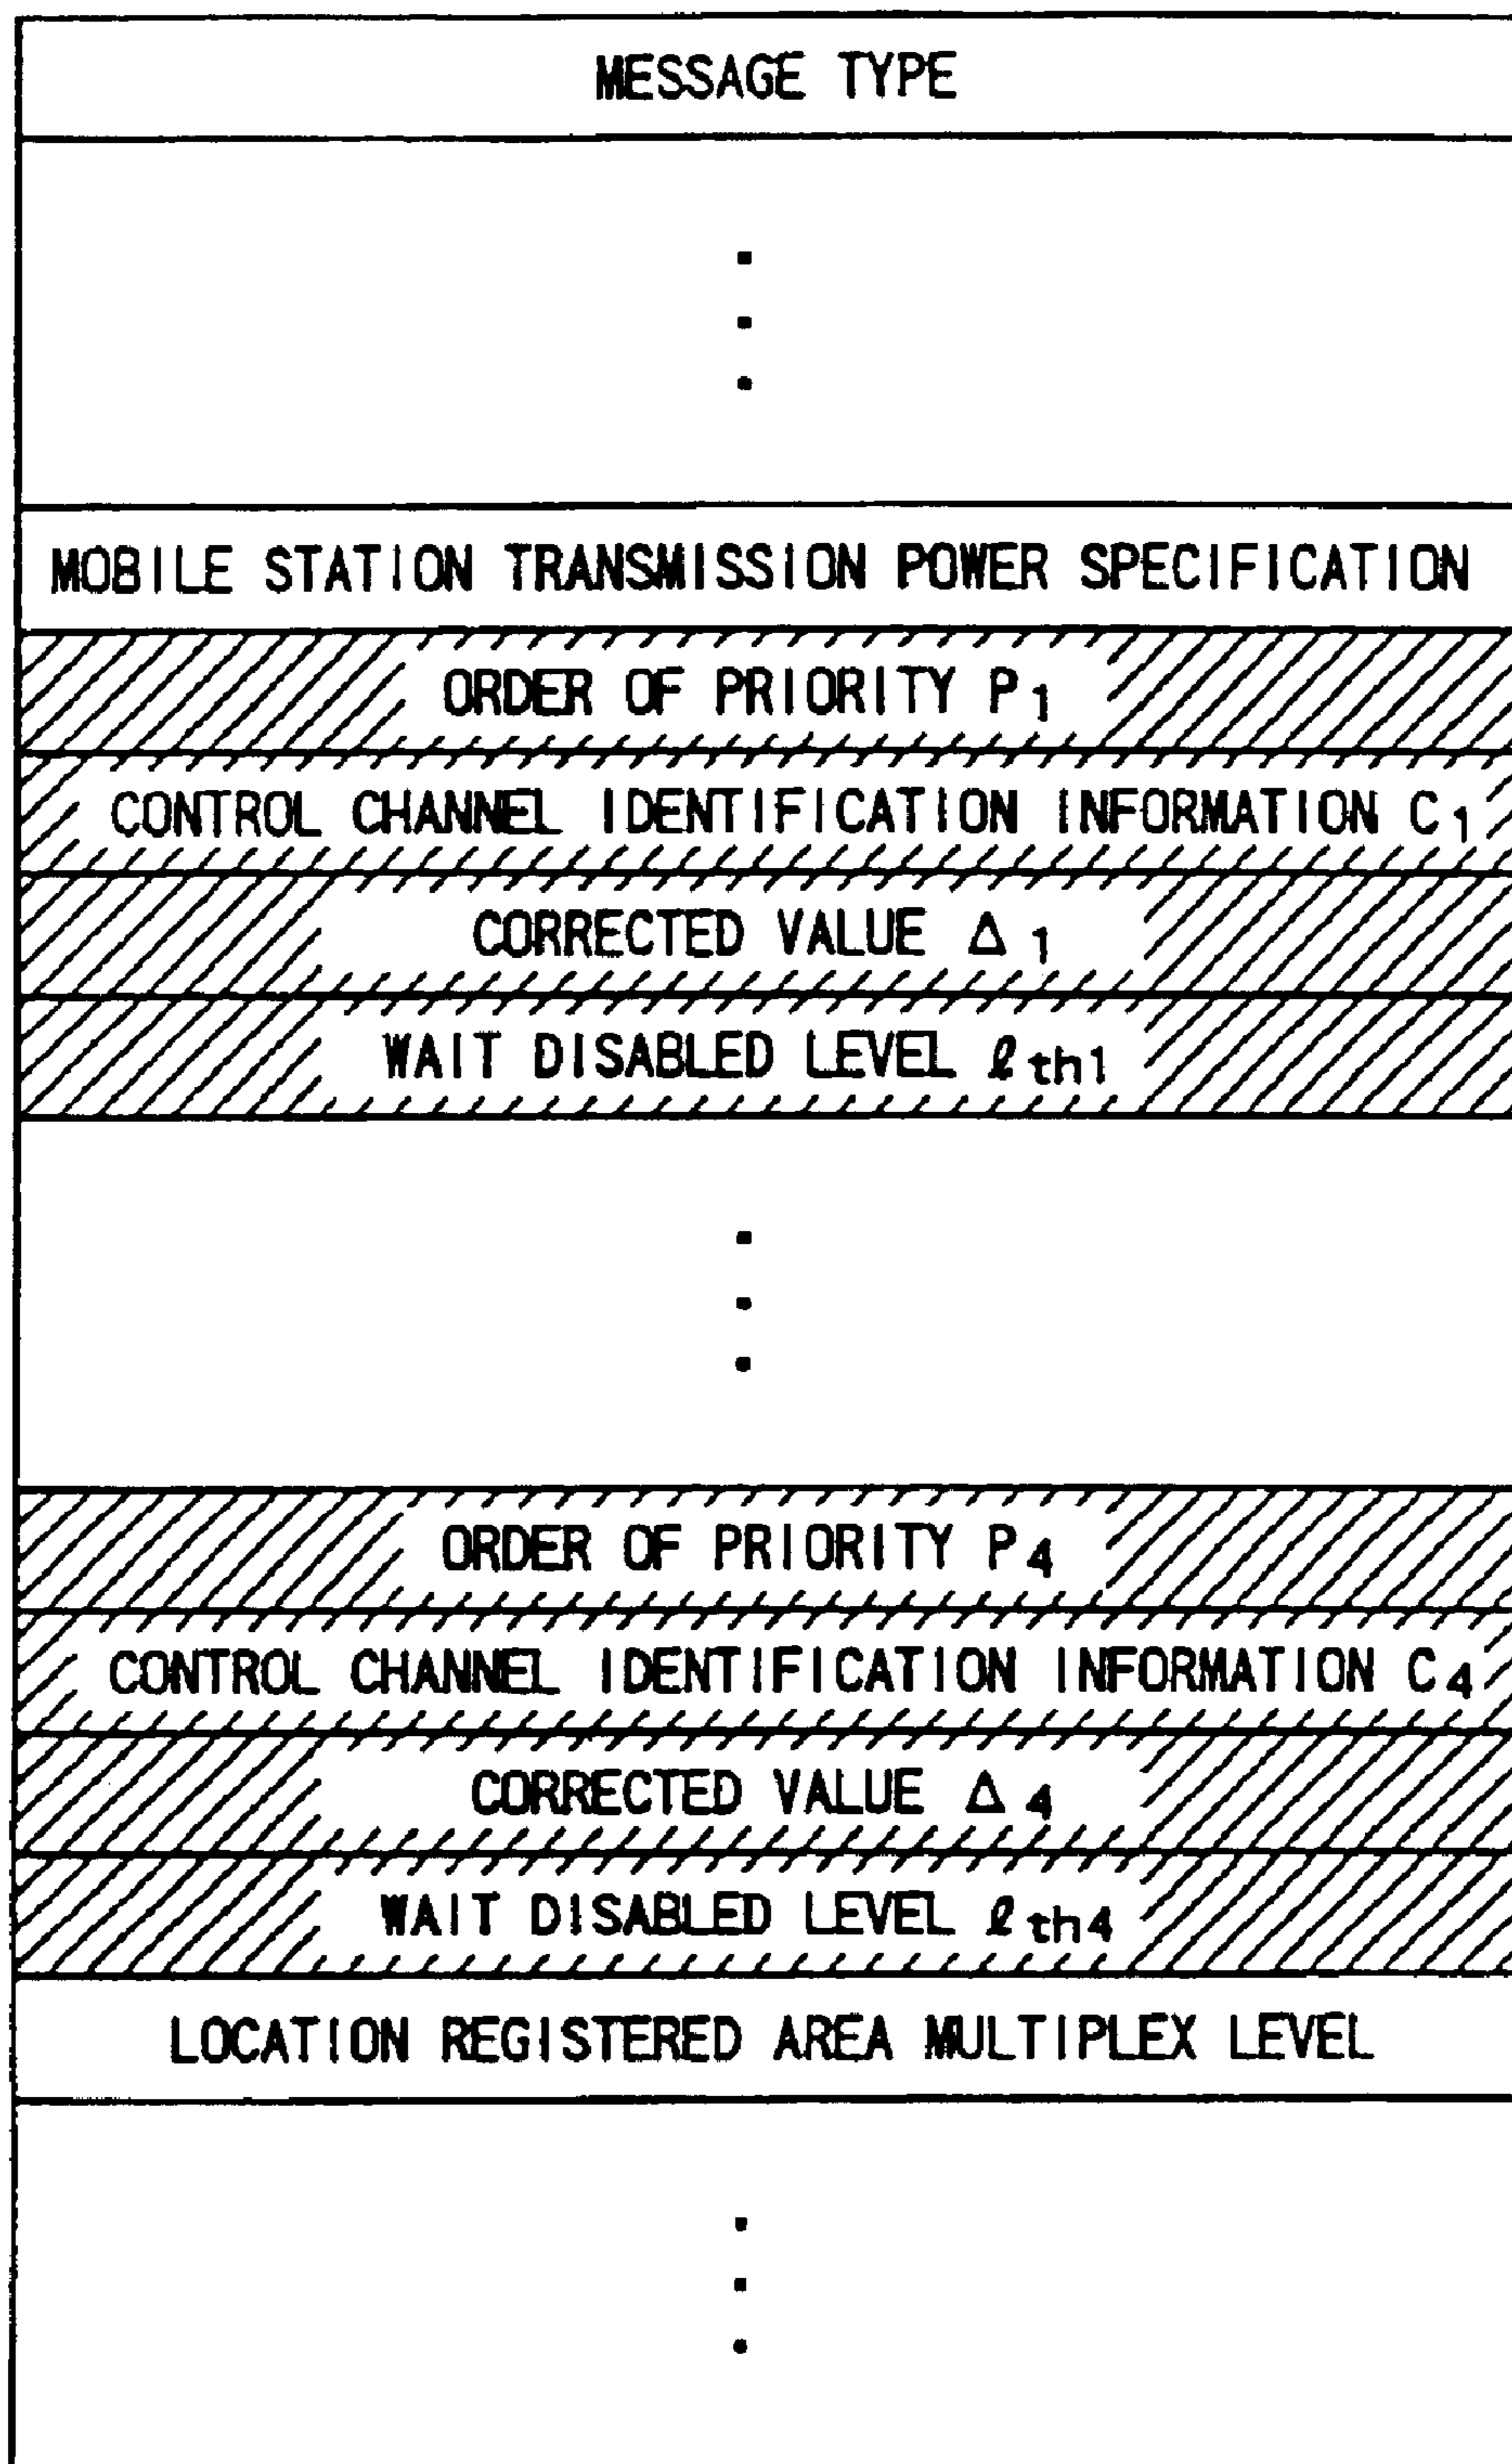 MESSAGE TYPE
MOBILE STATION TRANSMISSION POWER SPECIFICATION
ORDER OF PRIORITY P1
CONTROL CHANNEL IDENTIFICATION INFORMATION C1
CORRECTED VALUE Δ1
WAIT DISABLED LEVEL ℓth1
ORDER OF PRIORITY P4
CONTROL CHANNEL IDENTIFICATION INFORMATION C4
CORRECTED VALUE Δ4
WAIT DISABLED LEVEL ℓth4
LOCATION REGISTERED AREA MULTIPLEX LEVEL